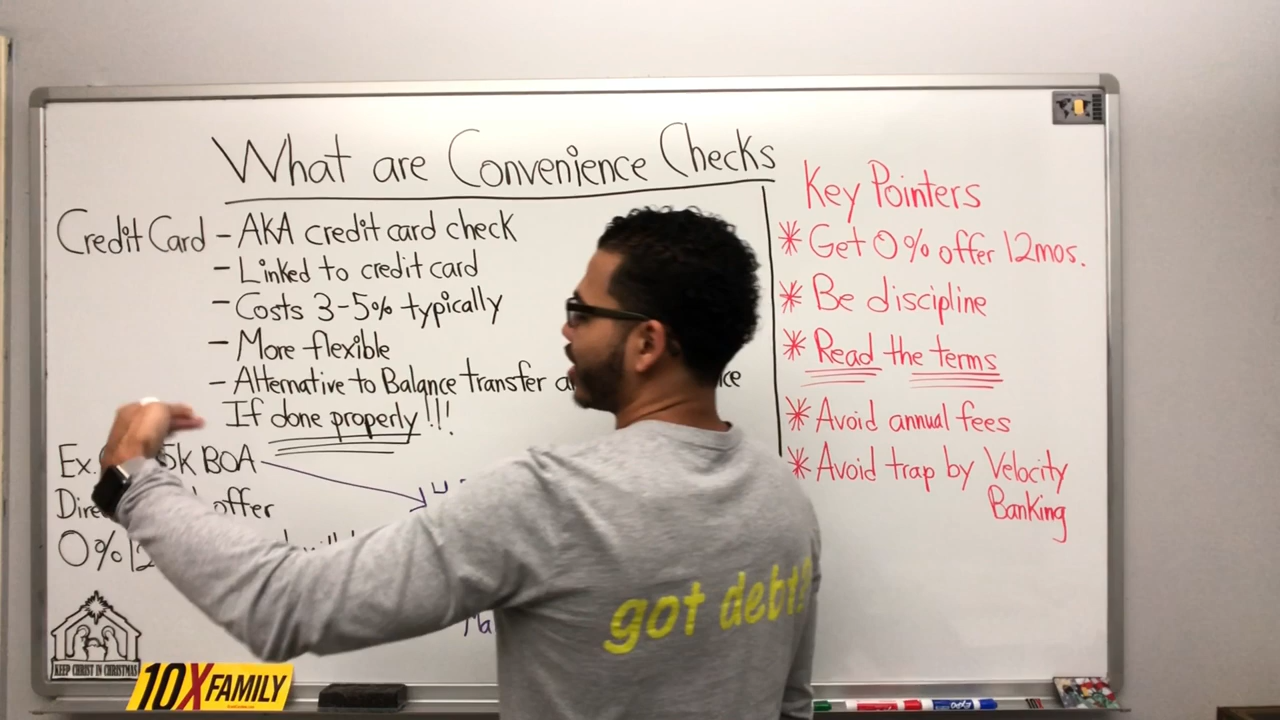 What are Convenience Checks
Credit Card - AKA credit card check
- Linked to credit card
- Costs 3-5% typically
- More flexible
- Alternative to Balance transfer
If done properly!!!
Ex. 5k BOA
offer
0%
Key Pointers
* Get 0% offer 12mos.
* Be discipline
* Read the terms
* Avoid annual fees
* Avoid trap by Velocity
Banking
got debt?
KEEP CHRIST IN CHRISTMAS
10X FAMILY
EXPO